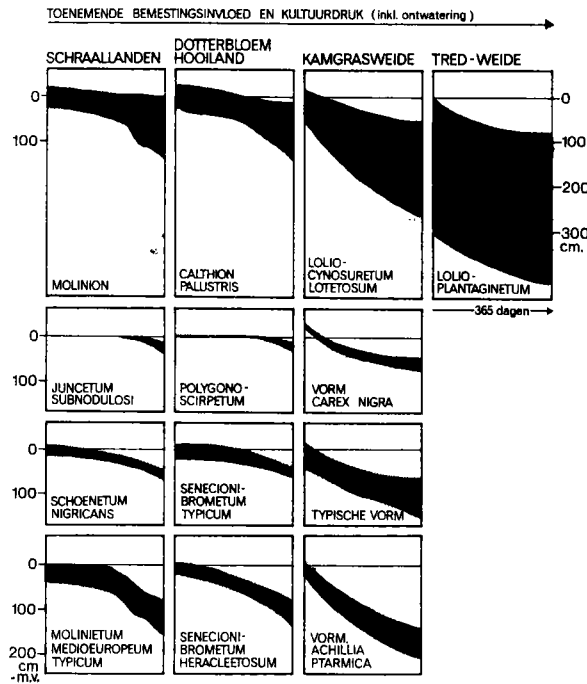 TOENEMENDE BEMESTINGSINVLOED EN KULTUURDRUK (inkl. ontwatering)
SCHRAALLANDEN
DOTTERBLOEM
HOOILAND
KAMGRASWEIDE
TRED-WEIDE
0
100
0
100
200
300
cm.
MOLINION
CALTHION
PALUSTRIS
LOLIO-
CYNOSURETUM
LOTETOSUM
LOLIO-
PLANTAGINETUM
365 dagen
0
100
JUNCETUM
SUBNODULOSI
POLYGONO-
SCIRPETUM
VORM
CAREX NIGRA
0
100
SCHOENETUM
NIGRICANS
SENECIONI-
BROMETUM
TYPICUM
TYPISCHE VORM
0
100
200
cm
-m.v.
MOLINIETUM
MEDIOEUROPEUM
TYPICUM
SENECIONI-
BROMETUM
HERACLEETOSUM
VORM.
ACHILLIA
PTARMICA